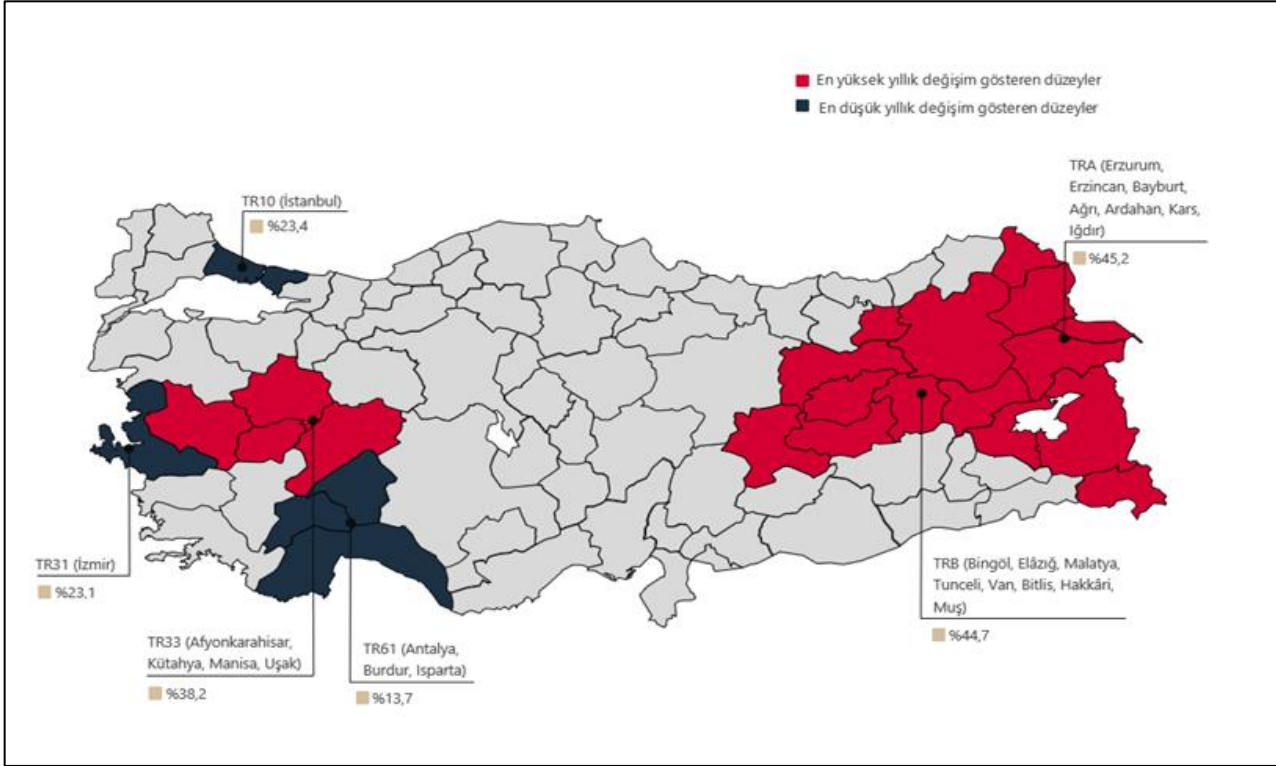 En yüksek yıllık değişim gösteren düzeyler
En düşük yıllık değişim gösteren düzeyler
TRA (Erzurum,
Erzincan, Bayburt,
Ağrı, Ardahan, Kars,
Iğdır)
%45,2
TR10 (İstanbul)
%23,4
TR31 (İzmir)
%23,1
TR33 (Afyonkarahisar,
Kütahya, Manisa, Uşak)
%38,2
TR61 (Antalya,
Burdur, Isparta)
%13,7
TRB (Bingöl, Elâzığ, Malatya,
Tunceli, Van, Bitlis, Hakkâri,
Muş)
%44,7